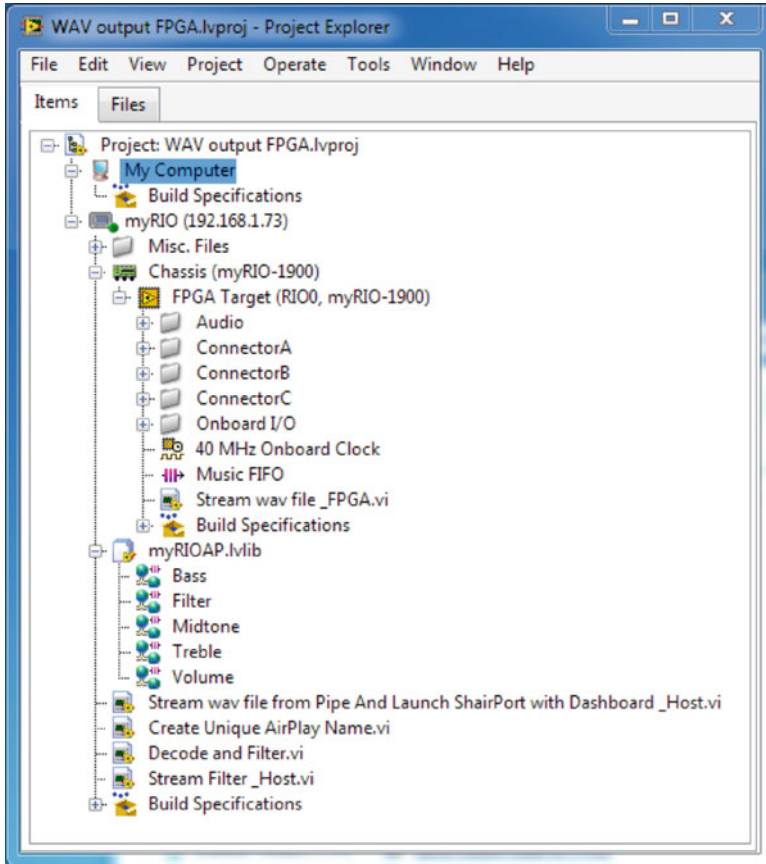 WAV output FPGA.lvproj - Project Explorer
File Edit View Project Operate Tools Window Help
Items Files
Project: WAV output FPGA.lvproj
My Computer
Build Specifications
myRIO (192.168.1.73)
Misc. Files
Chassis (myRIO-1900)
FPGA Target (RIO0, myRIO-1900)
Audio
ConnectorA
ConnectorB
ConnectorC
Onboard I/O
40 MHz Onboard Clock
Music FIFO
Stream wav file _FPGA.vi
Build Specifications
myRIOAP.lvlib
Bass
Filter
Midtone
Treble
Volume
Stream wav file from Pipe And Launch ShairPort with Dashboard _Host.vi
Create Unique AirPlay Name.vi
Decode and Filter.vi
Stream Filter _Host.vi
Build Specifications